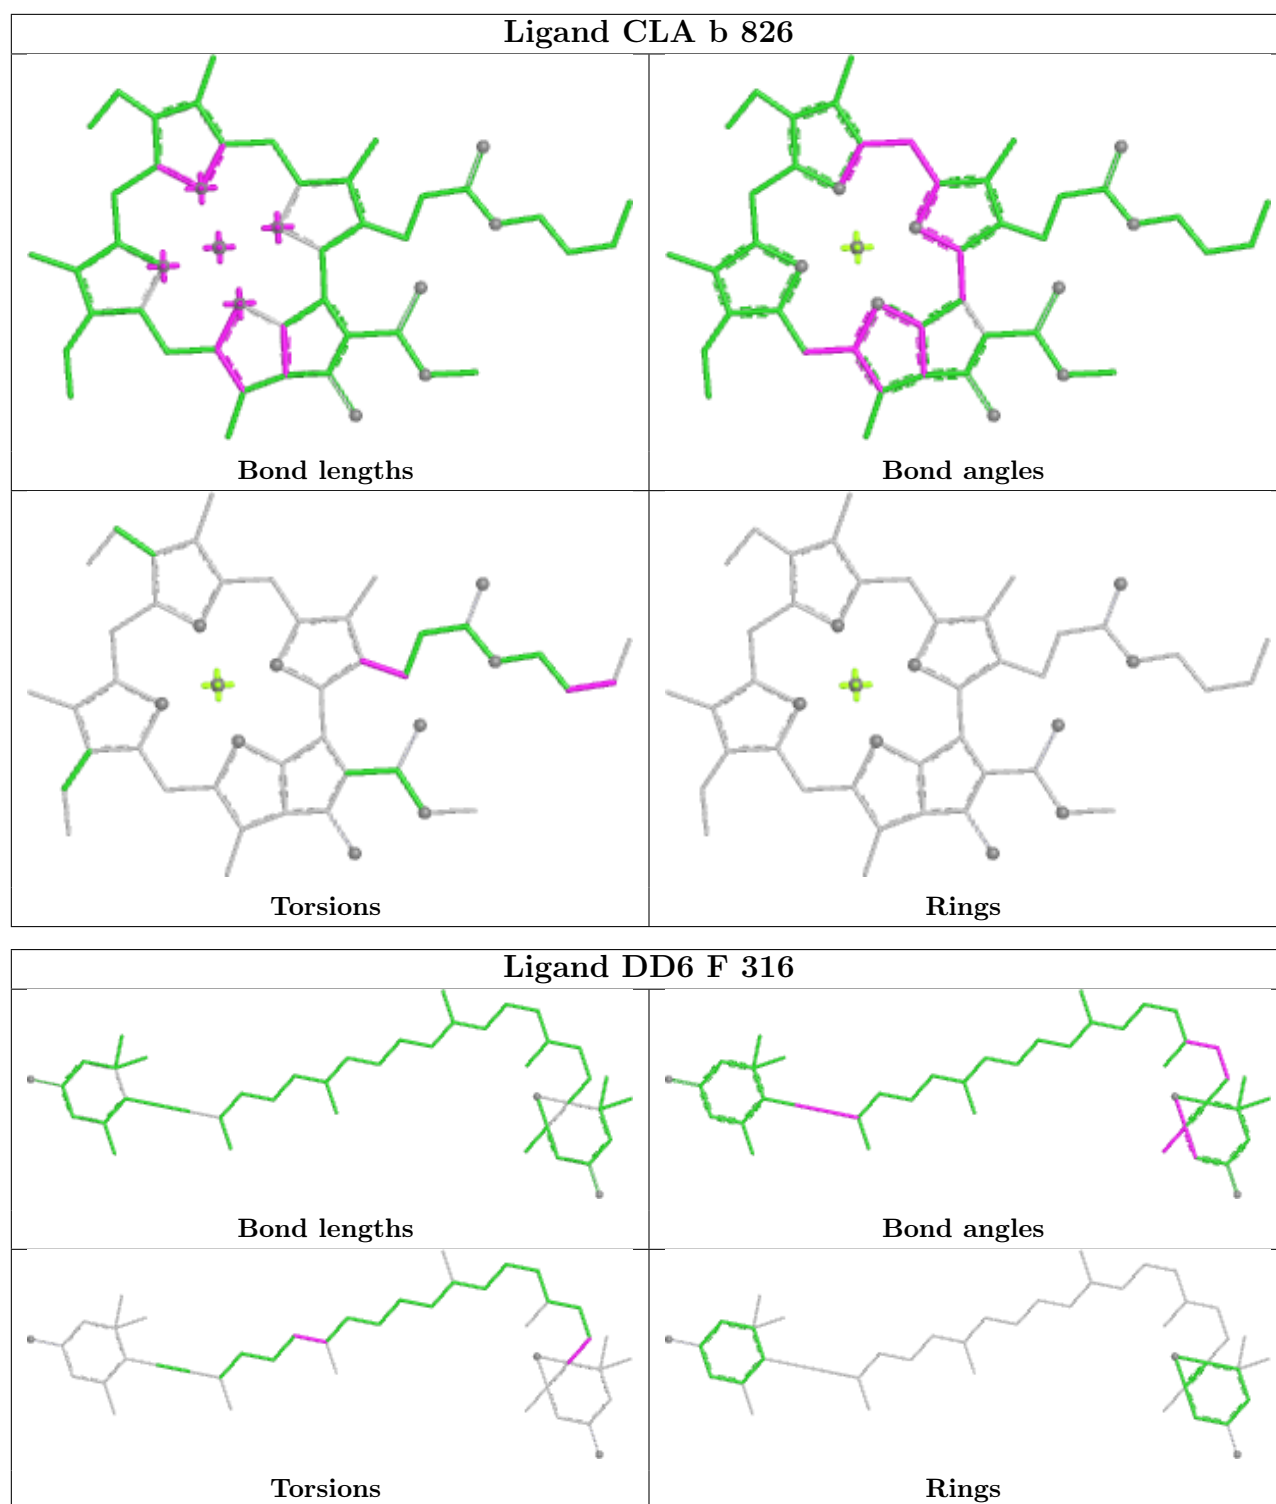 Ligand CLA b 826
Bond lengths
Bond angles
Torsions
Rings
Ligand DD6 F 316
Bond lengths
Bond angles
Torsions
Rings